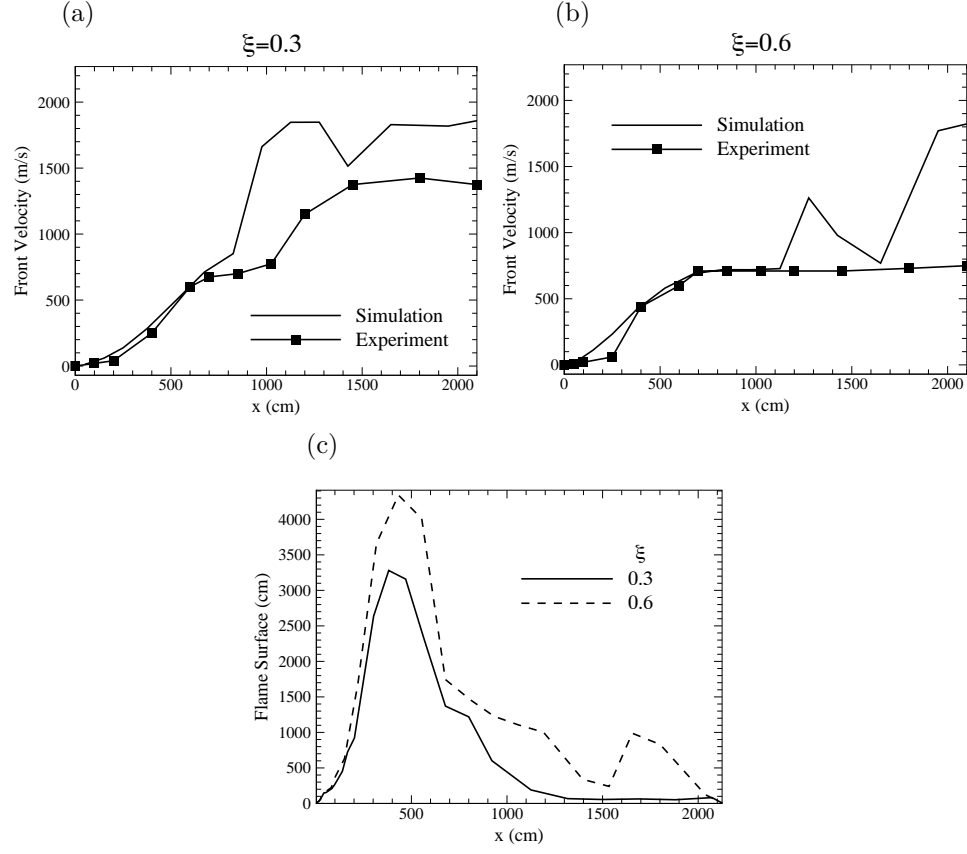 (a)
ξ=0.3
2000
1500
1000
500
0
Front Velocity (m/s)
Simulation
Experiment
0
500
1000
1500
2000
x (cm)
(b)
ξ=0.6
2000
1500
1000
500
0
Front Velocity (m/s)
Simulation
Experiment
0
500
1000
1500
2000
x (cm)
(c)
4000
3500
3000
2500
2000
1500
1000
500
0
Flame Surface (cm)
ξ
0.3
0.6
500
1000
1500
2000
x (cm)